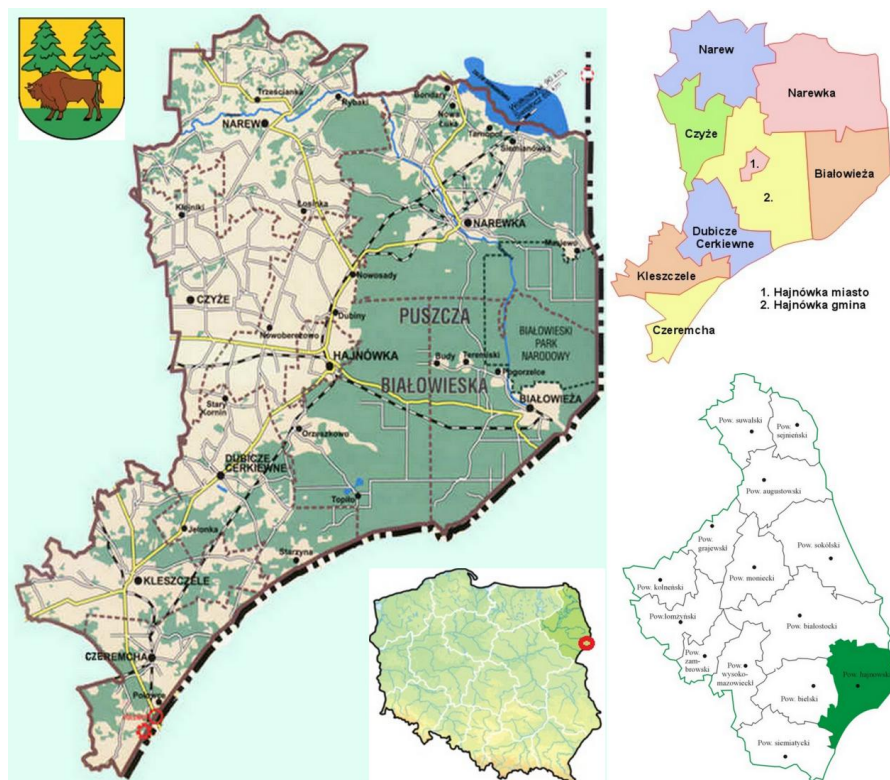 Trześcianka
Rybaki
Bondary
Nowa
Łuka
Tarnopol
Siemianówka
NAREW
Klejniki
Łosinka
NAREWKA
Masiewo
Nowosady
CZYŻE
Dubiny
Nowoberezowo
PUSZCZA
BIAŁOWIESKI
PARK
NARODOWY
HAJNÓWKA
Budy
Teremiski
Pogorzelce
BIAŁOWIESKA
BIAŁOWIEŻA
Stary
Kornin
Orzeszkowo
DUBICZE
CERKIEWNE
Topiło
Jelonka
Starzyna
KLESZCZELE
CZEREMCHA
Połowce
Narew
Narewka
Czyże
1.
Białowieża
2.
Dubicze
Cerkiewne
Kleszczele
1. Hajnówka miasto
2. Hajnówka gmina
Czeremcha
Pow. suwalski
Pow.
sejneński
Pow. augustowski
Pow.
grajewski
Pow. sokólski
Pow. kolneński
Pow. moniecki
Pow.łomżyński
Pow. białostocki
Pow.
zam-
browski
Pow.
wysoko-
mazowieckł
Pow. bielski
Pow. hajnowski
Pow. siemiatycki